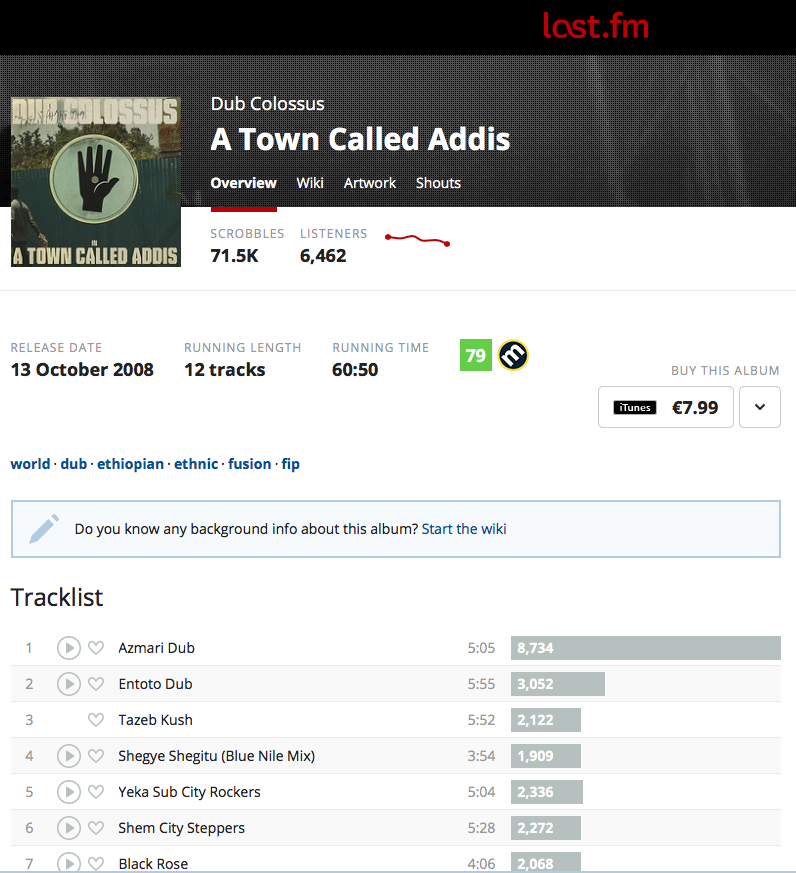 last.fm
Dub Colossus
A Town Called Addis
Overview Wiki Artwork Shouts
DUB COLOSSUS
IN
A TOWN CALLED ADDIS
SCROBBLES LISTENERS
71.5K 6,462
RELEASE DATE RUNNING LENGTH RUNNING TIME
13 October 2008 12 tracks 60:50
79
BUY THIS ALBUM
iTunes €7.99
world · dub · ethiopian · ethnic · fusion · fip
Do you know any background info about this album? Start the wiki
Tracklist
1 Azmari Dub 5:05 8,734
2 Entoto Dub 5:55 3,052
3 Tazeb Kush 5:52 2,122
4 Shegye Shegitu (Blue Nile Mix) 3:54 1,909
5 Yeka Sub City Rockers 5:04 2,336
6 Shem City Steppers 5:28 2,272
7 Black Rose 4:06 2,068